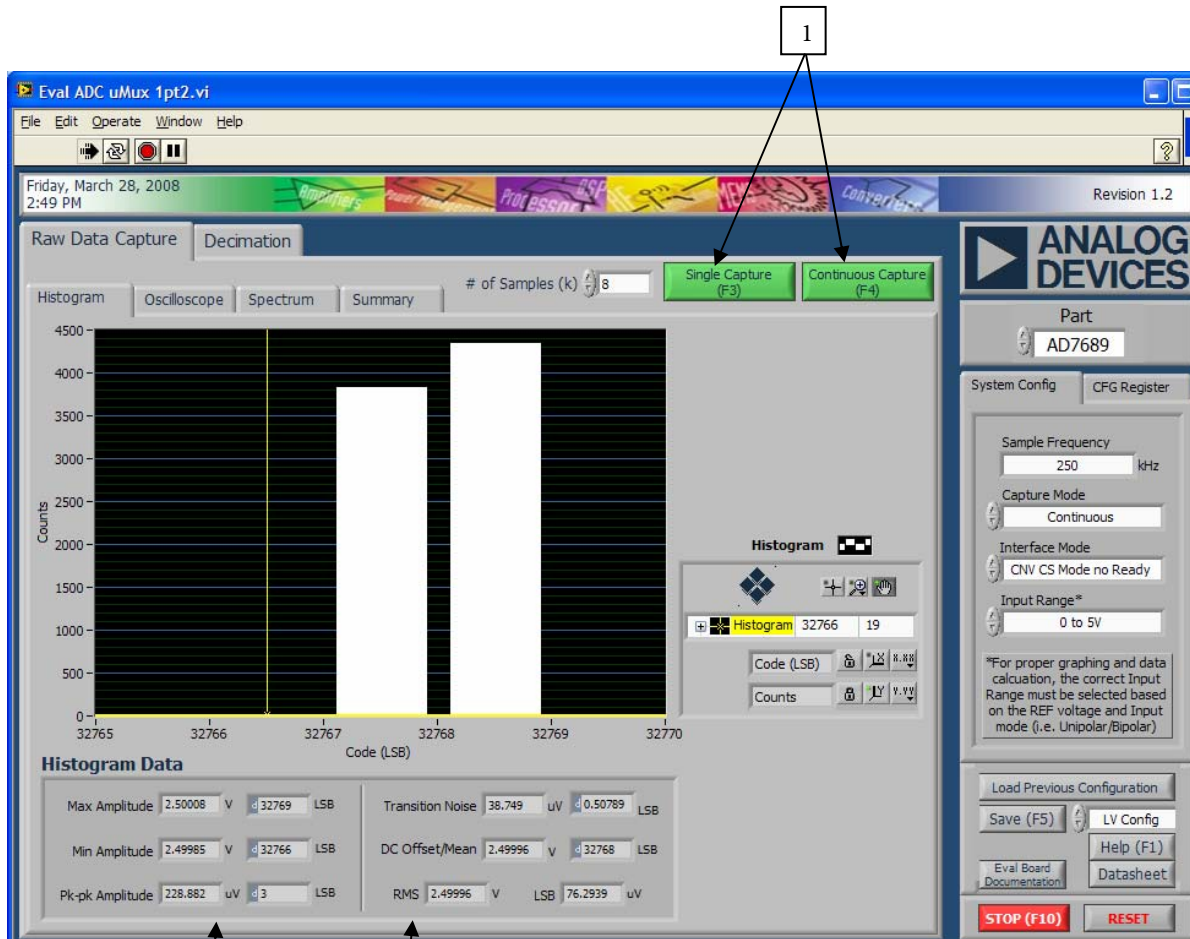 1
Eval ADC uMux 1pt2.vi
File Edit Operate Window Help
Friday, March 28, 2008
2:49 PM
Amplifiers Power Management Processors DSP MEMS Converters
Revision 1.2
Raw Data Capture Decimation
ANALOG
DEVICES
Histogram Oscilloscope Spectrum Summary
# of Samples (k) 8
Single Capture
(F3)
Continuous Capture
(F4)
Part
AD7689
System Config CFG Register
Sample Frequency
250 kHz
Capture Mode
Continuous
Interface Mode
CNV CS Mode no Ready
Input Range*
0 to 5V
*For proper graphing and data
calcuation, the correct Input
Range must be selected based
on the REF voltage and Input
mode (i.e. Unipolar/Bipolar)
4500
4000
3500
3000
2500
2000
1500
1000
500
0
Counts
32765 32766 32767 32768 32769 32770
Code (LSB)
Histogram
Histogram 32766 19
Code (LSB) X X.XX
Counts Y Y.YY
Histogram Data
Max Amplitude 2.50008 V d 32769 LSB
Transition Noise 38.749 uV d 0.50789 LSB
Min Amplitude 2.49985 V d 32766 LSB
DC Offset/Mean 2.49996 V d 32768 LSB
Pk-pk Amplitude 228.882 uV d 3 LSB
RMS 2.49996 V LSB 76.2939 uV
Load Previous Configuration
Save (F5) LV Config
Help (F1)
Eval Board
Documentation
Datasheet
STOP (F10) RESET